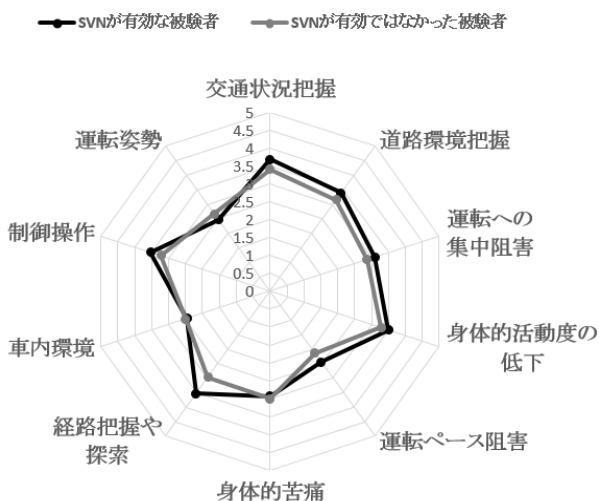 SVNが有効な被験者 SVNが有効ではなかった被験者
交通状況把握
運転姿勢
道路環境把握
制御操作
運転への
集中阻害
車内環境
身体的活動度の
低下
経路把握や
探索
運転ペース阻害
身体的苦痛
5
4.5
4
3.5
3
2.5
2
1.5
1
0.5
0